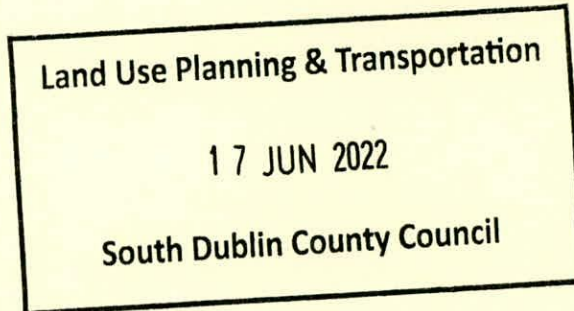 Land Use Planning & Transportation
17 JUN 2022
South Dublin County Council